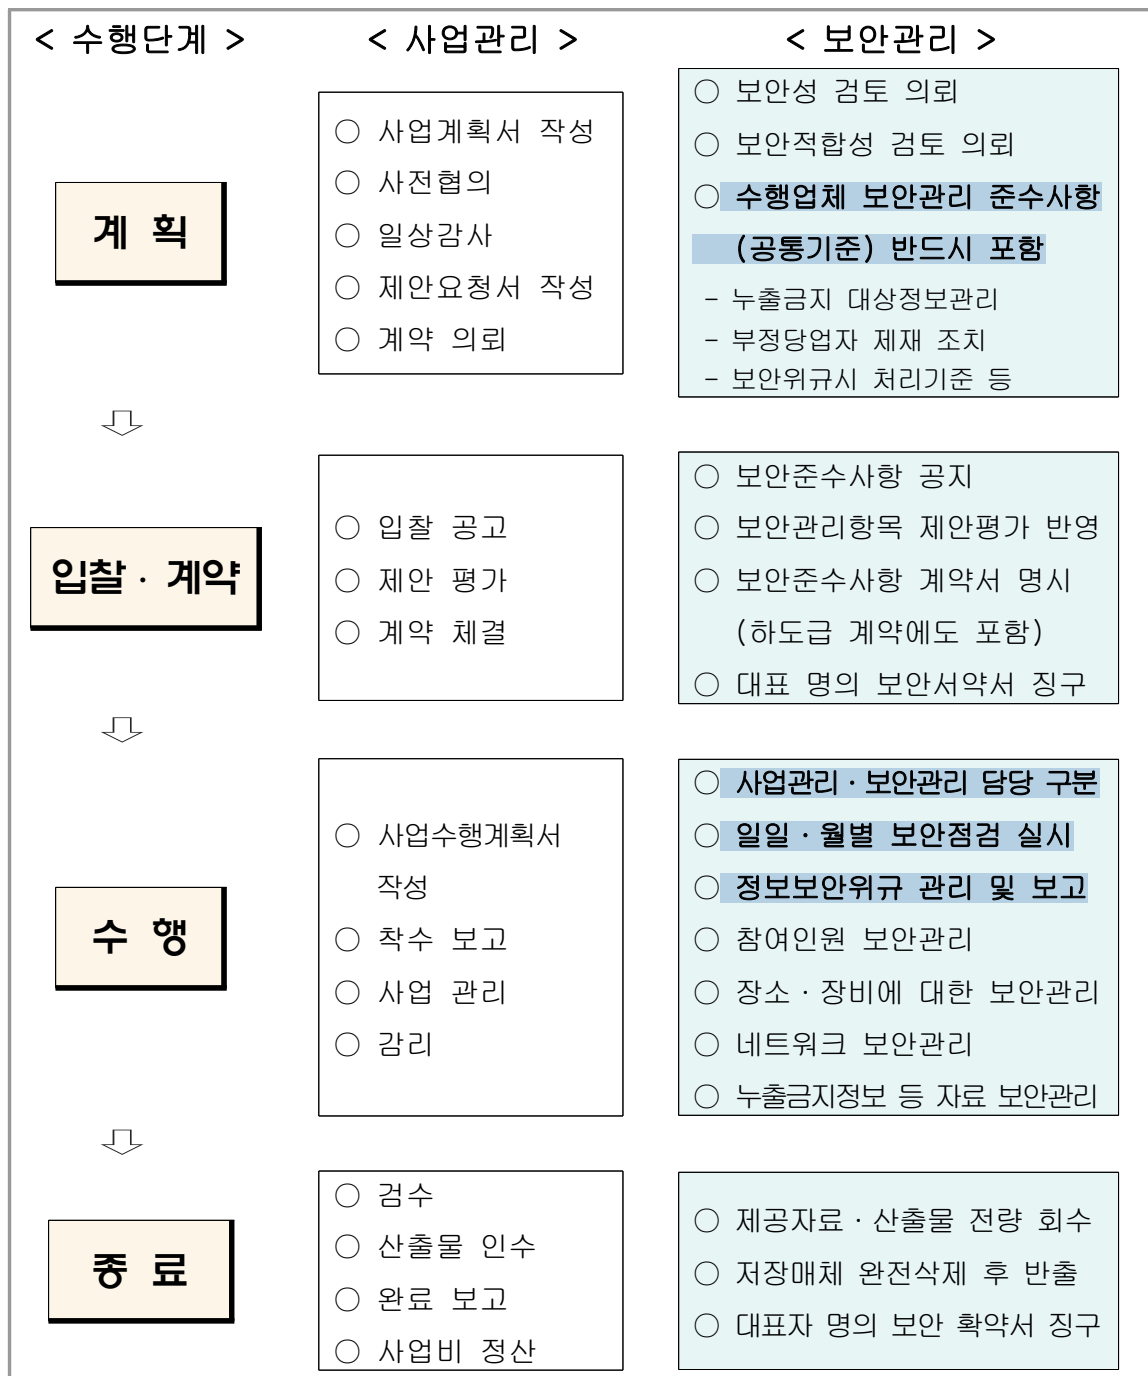 < 수행단계 > < 사업관리 > < 보안관리 >
계 획
○ 사업계획서 작성
○ 사전협의
○ 일상감사
○ 제안요청서 작성
○ 계약 의뢰
○ 보안성 검토 의뢰
○ 보안적합성 검토 의뢰
○ 수행업체 보안관리 준수사항
(공통기준) 반드시 포함
- 누출금지 대상정보관리
- 부정당업자 제재 조치
- 보안위규시 처리기준 등
입찰 · 계약
○ 입찰 공고
○ 제안 평가
○ 계약 체결
○ 보안준수사항 공지
○ 보안관리항목 제안평가 반영
○ 보안준수사항 계약서 명시
(하도급 계약에도 포함)
○ 대표 명의 보안서약서 징구
수 행
○ 사업수행계획서
작성
○ 착수 보고
○ 사업 관리
○ 감리
○ 사업관리 · 보안관리 담당 구분
○ 일일 · 월별 보안점검 실시
○ 정보보안위규 관리 및 보고
○ 참여인원 보안관리
○ 장소 · 장비에 대한 보안관리
○ 네트워크 보안관리
○ 누출금지정보 등 자료 보안관리
종 료
○ 검수
○ 산출물 인수
○ 완료 보고
○ 사업비 정산
○ 제공자료 · 산출물 전량 회수
○ 저장매체 완전삭제 후 반출
○ 대표자 명의 보안 확약서 징구